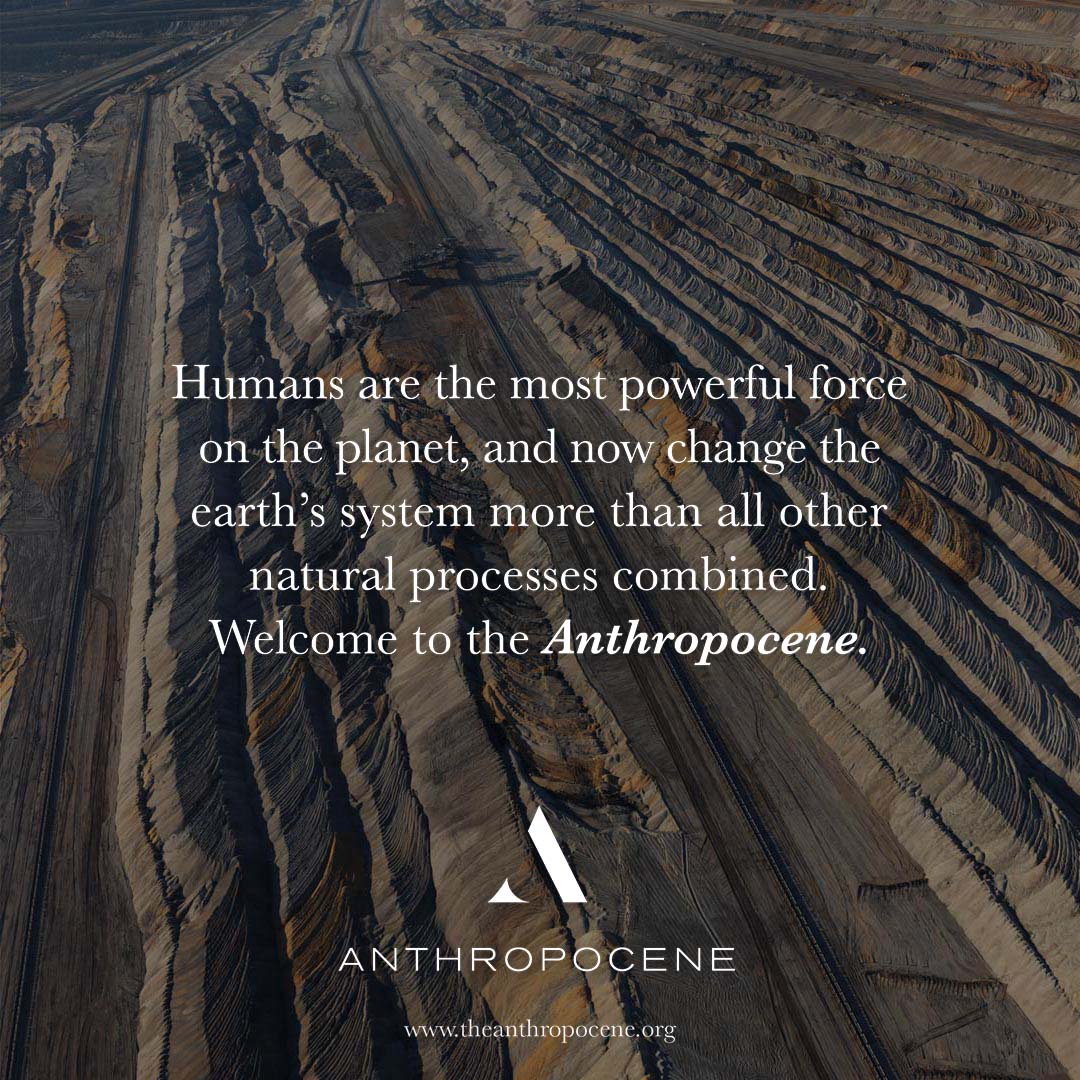 Humans are the most powerful force
on the planet, and now change the
earth’s system more than all other
natural processes combined.
Welcome to the Anthropocene.
ANTHROPOCENE
www.theanthropocene.org